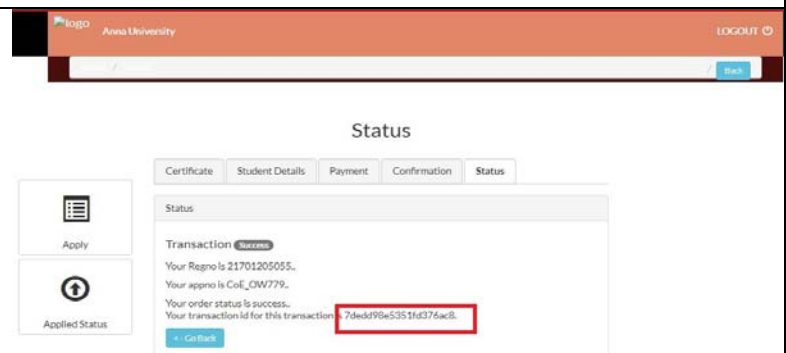 logo
Anna University
LOGOUT
/
/ Back
Status
Certificate Student Details Payment Confirmation Status
Status
Apply
Transaction Success
Your Regno is 21701205055..
Your appno is CoE_OW779..
Your order status is success..
Your transaction id for this transaction is 7dedd98e5351fd376ac8.
Applied Status
<- Go Back